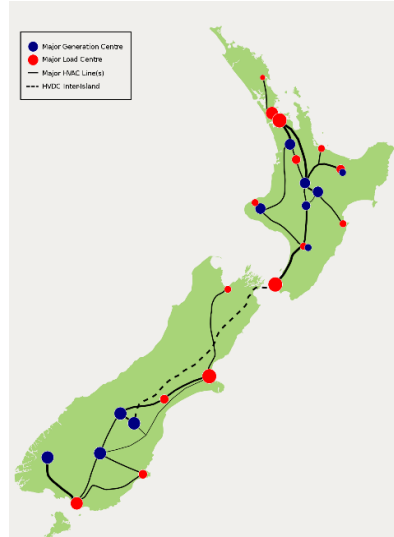 Major Generation Centre
Major Load Centre
Major HVAC Line(s)
HVDC InterIsland